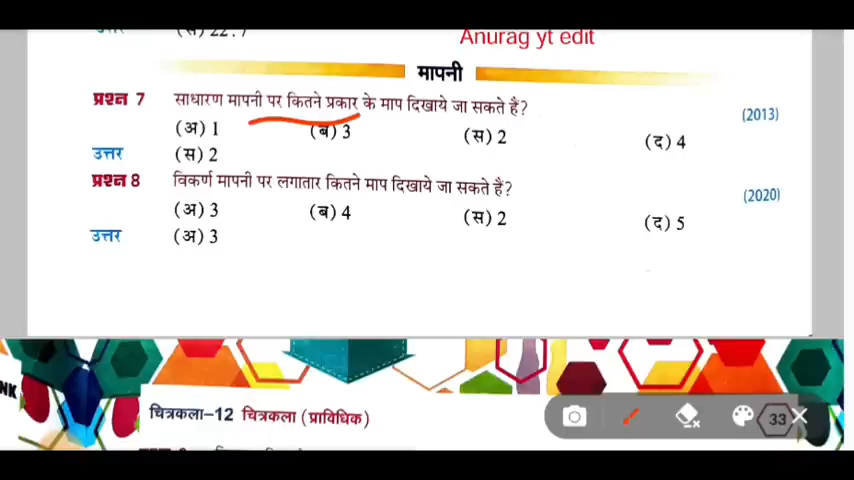 Anurag yt edit
मापनी
प्रश्न 7 साधारण मापनी पर कितने प्रकार के माप दिखाये जा सकते हैं? (2013)
(अ) 1 (ब) 3 (स) 2 (द) 4
उत्तर (स) 2
प्रश्न 8 विकर्ण मापनी पर लगातार कितने माप दिखाये जा सकते हैं? (2020)
(अ) 3 (ब) 4 (स) 2 (द) 5
उत्तर (अ) 3
NK
चित्रकला–12 चित्रकला (प्राविधिक) 33